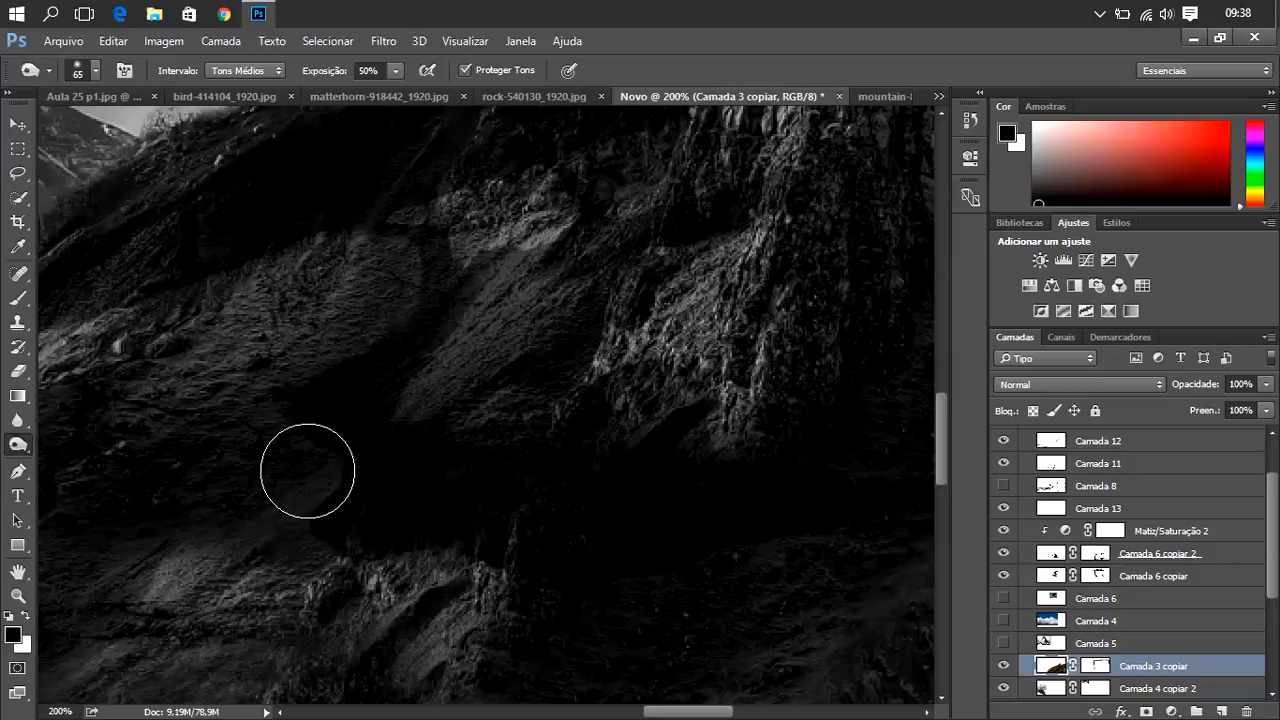 Ps
09:38
Ps Arquivo Editar Imagem Camada Texto Selecionar Filtro 3D Visualizar Janela Ajuda
65 Intervalo: Tons Médios Exposição: 50% Proteger Tons Essenciais
Aula 25 p1.jpg @ ... × bird-414104_1920.jpg × matterhorn-918442_1920.jpg × rock-540130_1920.jpg × Novo @ 200% (Camada 3 copiar, RGB/8) * × mountain-
Cor Amostras
Bibliotecas Ajustes Estilos
Adicionar um ajuste
Camadas Canais Demarcadores
Tipo
Normal Opacidade: 100%
Bloq.: Preen.: 100%
Camada 12
Camada 11
Camada 8
Camada 13
Matiz/Saturação 2
Camada 6 copiar 2
Camada 6 copiar
Camada 6
Camada 4
Camada 5
Camada 3 copiar
Camada 4 copiar 2
200% Doc: 9,19M/78,9M
fx